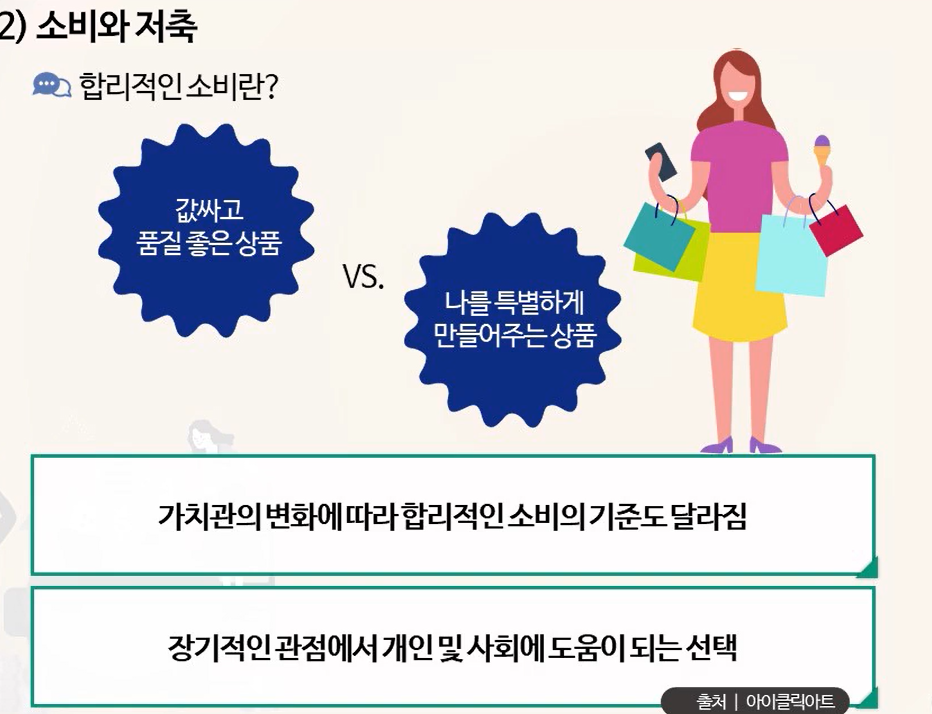 2) 소비와 저축
합리적인 소비란?
값싸고
품질 좋은 상품
VS.
나를 특별하게
만들어주는 상품
가치관의 변화에 따라 합리적인 소비의 기준도 달라짐
장기적인 관점에서 개인 및 사회에 도움이 되는 선택
출처 | 아이클릭아트